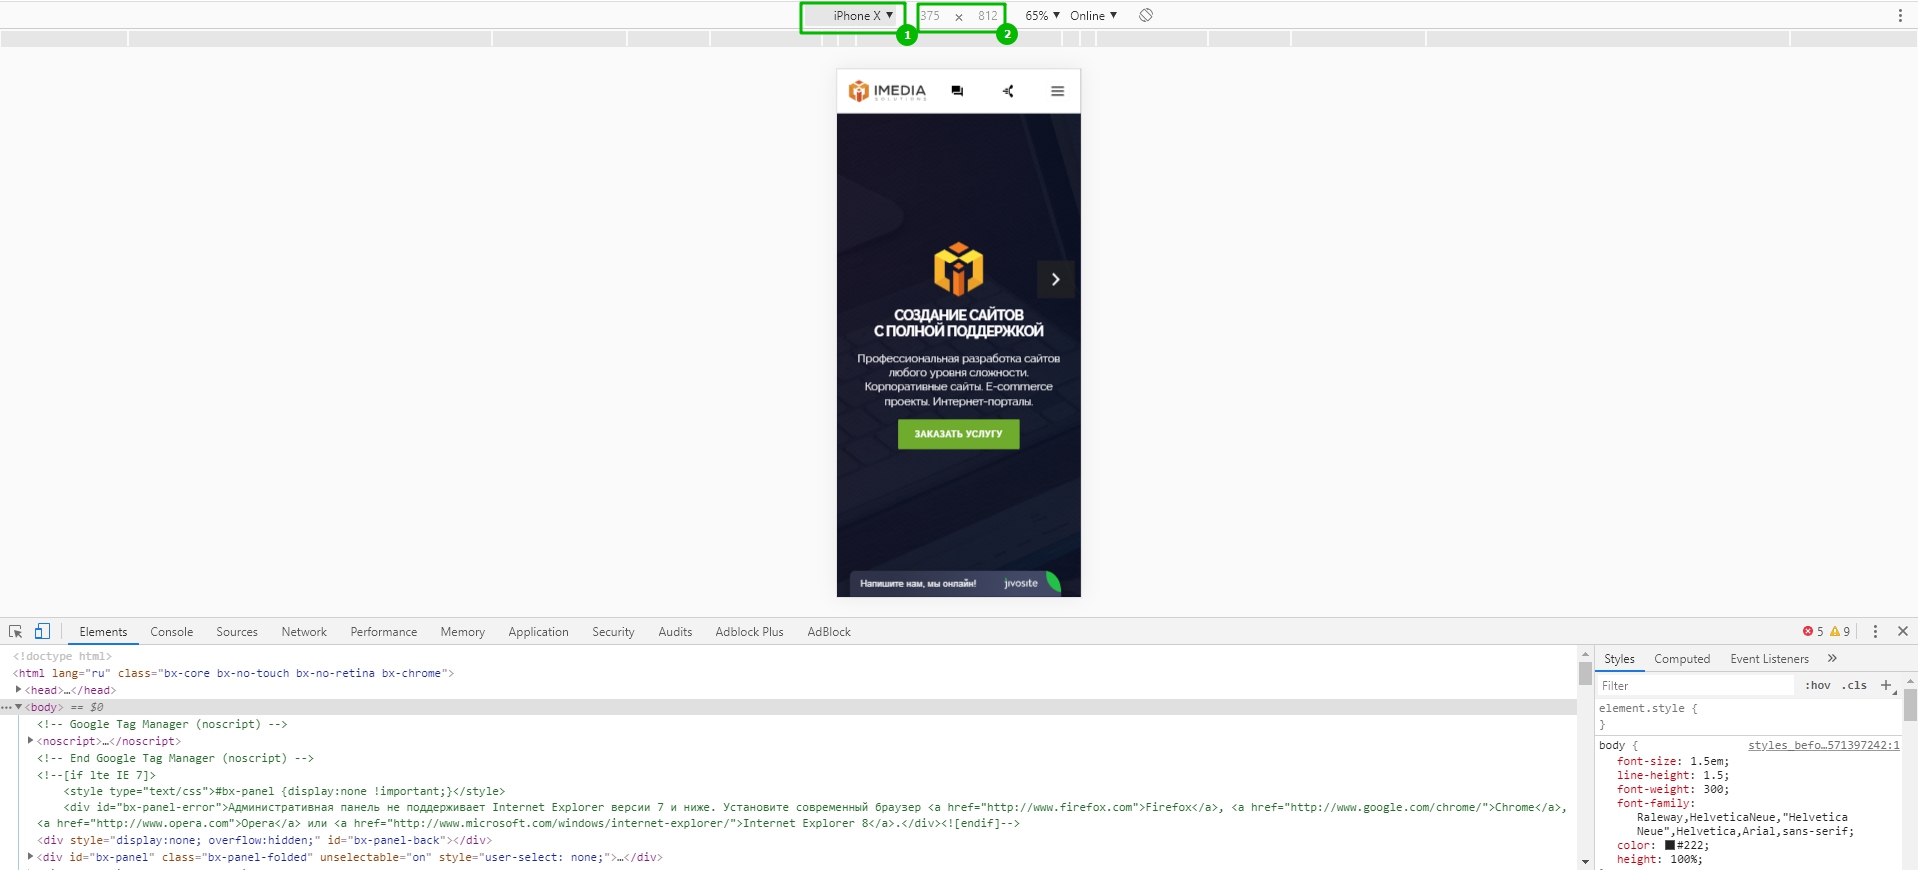 iPhone X ▼ 375 × 812 65% ▼ Online ▼
1 2
IMEDIA
SOLUTIONS
СОЗДАНИЕ САЙТОВ
С ПОЛНОЙ ПОДДЕРЖКОЙ
Профессиональная разработка сайтов
любого уровня сложности.
Корпоративные сайты. E-commerce
проекты. Интернет-порталы.
ЗАКАЗАТЬ УСЛУГУ
Напишите нам, мы онлайн! jivosite
Elements Console Sources Network Performance Memory Application Security Audits Adblock Plus AdBlock 5 9
<!doctype html>
<html lang="ru" class="bx-core bx-no-touch bx-no-retina bx-chrome">
<head>…</head>
<body> == $0
<!-- Google Tag Manager (noscript) -->
<noscript>…</noscript>
<!-- End Google Tag Manager (noscript) -->
<!--[if lte IE 7]>
<style type="text/css">#bx-panel {display:none !important;}</style>
<div id="bx-panel-error">Административная панель не поддерживает Internet Explorer версии 7 и ниже. Установите современный браузер <a href="http://www.firefox.com">Firefox</a>, <a href="http://www.google.com/chrome/">Chrome</a>,
<a href="http://www.opera.com">Opera</a> или <a href="http://www.microsoft.com/windows/internet-explorer/">Internet Explorer 8</a>.</div><![endif]-->
<div style="display:none; overflow:hidden;" id="bx-panel-back"></div>
<div id="bx-panel" class="bx-panel-folded" unselectable="on" style="user-select: none;">…</div>
Styles Computed Event Listeners »
Filter :hov .cls +
element.style {
}
body { styles_befo…571397242:1
font-size: 1.5em;
line-height: 1.5;
font-weight: 300;
font-family:
Raleway,HelveticaNeue,"Helvetica
Neue",Helvetica,Arial,sans-serif;
color: #222;
height: 100%;